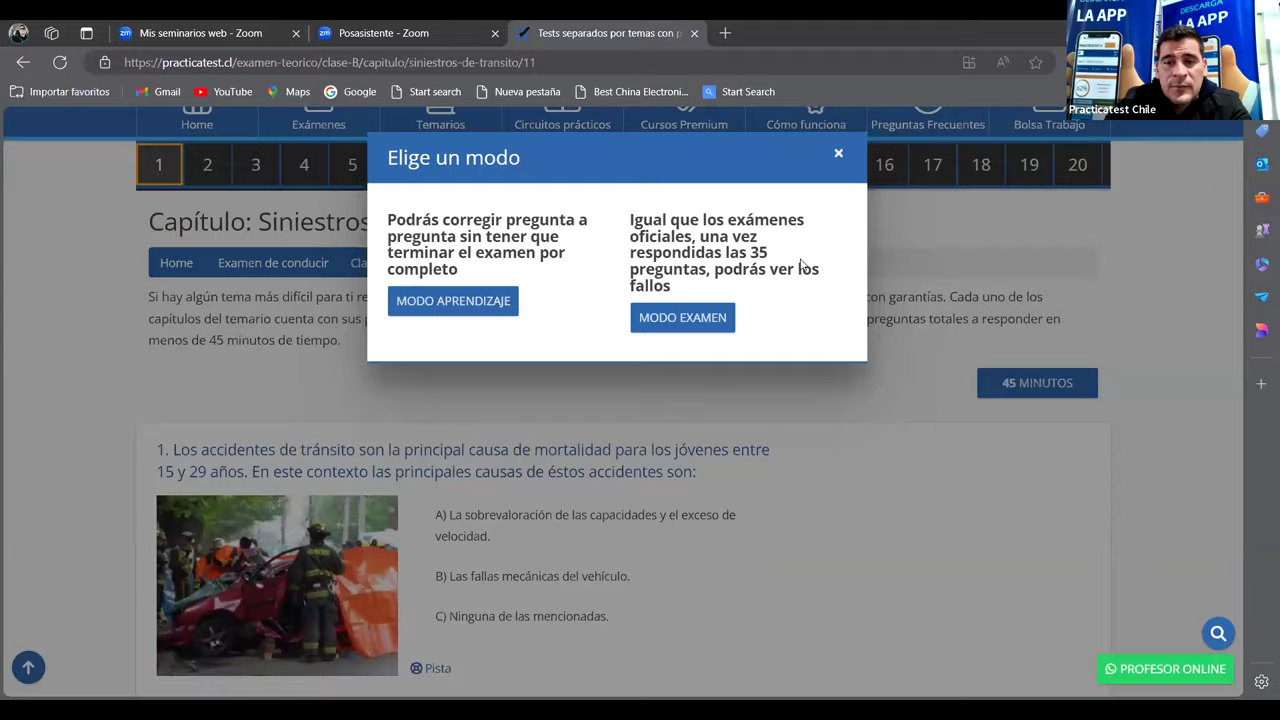 Mis seminarios web - Zoom
Posasistente - Zoom
Tests separados por temas con p
https://practicatest.cl/examen-teorico/clase-B/capitulo/siniestros-de-transito/11
Importar favoritos
Gmail
YouTube
Maps
Google
Start search
Nueva pestaña
Best China Electroni...
Start Search
DESCARGA
LA APP
DESCARGA
LA APP
Practicatest Chile
Home
Exámenes
Temarios
Circuitos prácticos
Cursos Premium
Cómo funciona
Preguntas Frecuentes
Bolsa Trabajo
1 2 3 4 5 16 17 18 19 20
Elige un modo
×
Podrás corregir pregunta a
pregunta sin tener que
terminar el examen por
completo
MODO APRENDIZAJE
Igual que los exámenes
oficiales, una vez
respondidas las 35
preguntas, podrás ver los
fallos
MODO EXAMEN
Capítulo: Siniestros
Home
Examen de conducir
Cla
Si hay algún tema más difícil para ti re
con garantías. Cada uno de los
capítulos del temario cuenta con sus p
preguntas totales a responder en
menos de 45 minutos de tiempo.
45 MINUTOS
1. Los accidentes de tránsito son la principal causa de mortalidad para los jóvenes entre
15 y 29 años. En este contexto las principales causas de éstos accidentes son:
A) La sobrevaloración de las capacidades y el exceso de
velocidad.
B) Las fallas mecánicas del vehículo.
C) Ninguna de las mencionadas.
Pista
PROFESOR ONLINE